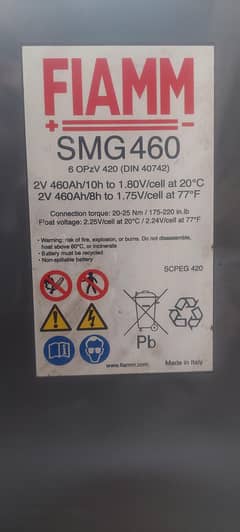 FIAMM
+ -
SMG 460
6 OPzV 420 (DIN 40742)
2V 460Ah/10h to 1.80V/cell at 20°C
2V 460Ah/8h to 1.75V/cell at 77°F
Connection torque: 20-25 Nm / 175-220 in.lb
Float voltage: 2.25V/cell at 20°C / 2.24V/cell at 77°F
• Warning: risk of fire, explosion, or burns. Do not disassemble, heat above 60°C, or incinerate
• Battery must be recycled
• Non-spillable battery
SCPEG 420
Pb
www.fiamm.com
Made in Italy